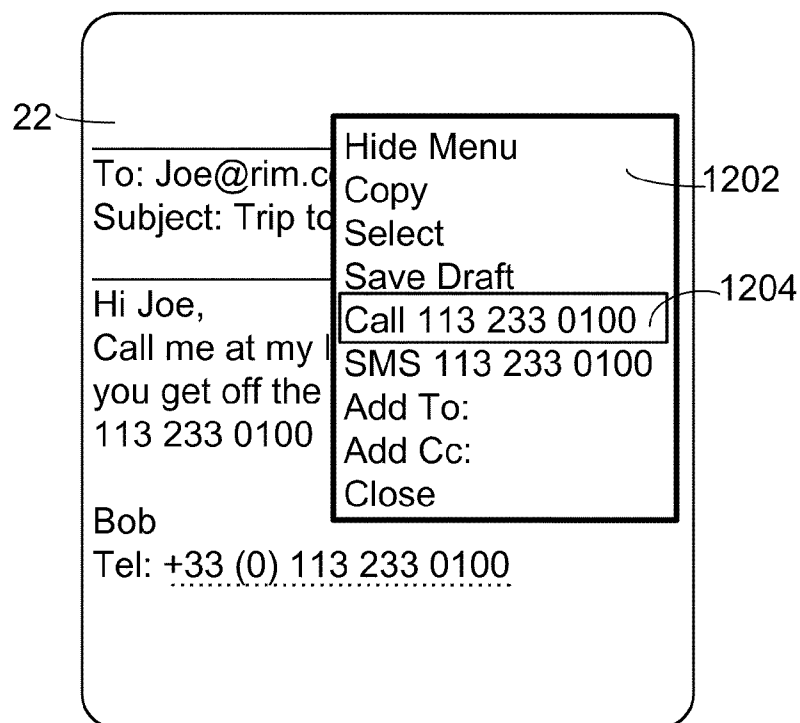 22
To: Joe@rim.c
Subject: Trip to
Hi Joe,
Call me at my
you get off the
113 233 0100
Bob
Tel: +33 (0) 113 233 0100
Hide Menu
Copy
Select
Save Draft
Call 113 233 0100
SMS 113 233 0100
Add To:
Add Cc:
Close
1202
1204